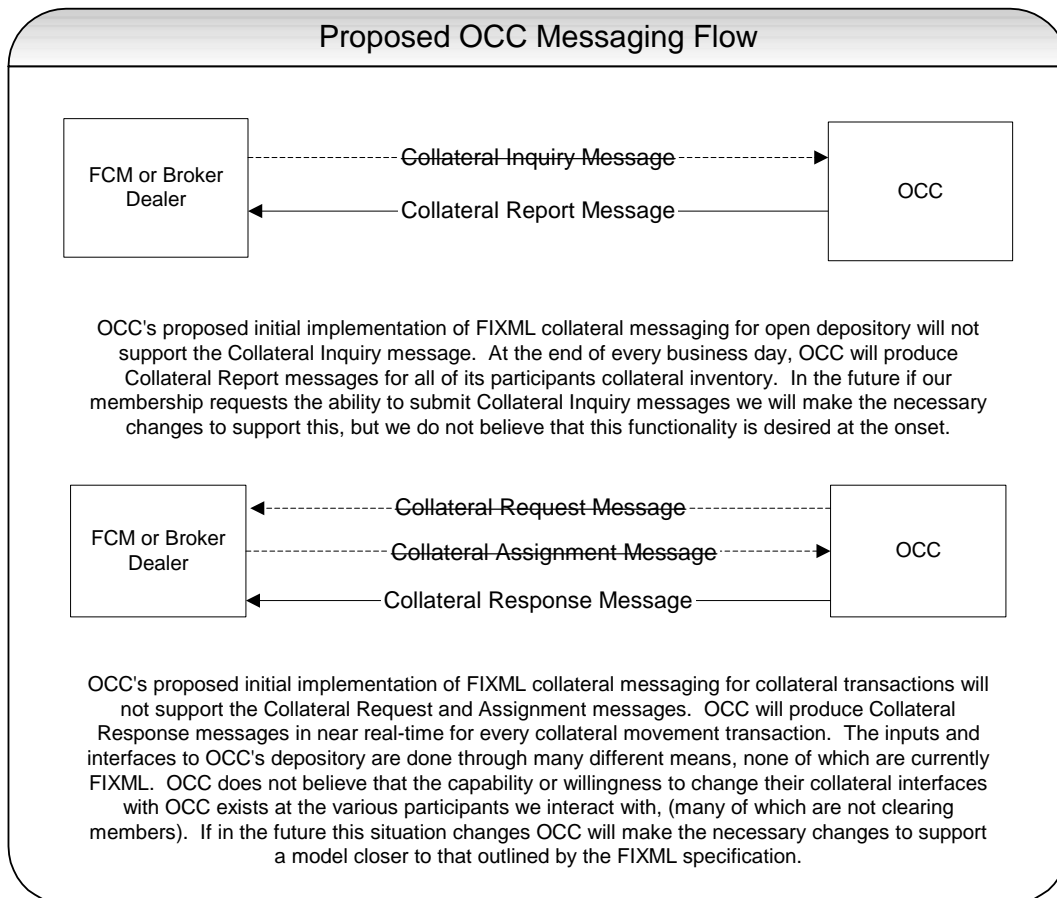 Proposed OCC Messaging Flow
FCM or Broker
Dealer
Collateral Inquiry Message
Collateral Report Message
OCC
OCC's proposed initial implementation of FIXML collateral messaging for open depository will not
support the Collateral Inquiry message.  At the end of every business day, OCC will produce
Collateral Report messages for all of its participants collateral inventory.  In the future if our
membership requests the ability to submit Collateral Inquiry messages we will make the necessary
changes to support this, but we do not believe that this functionality is desired at the onset.
FCM or Broker
Dealer
Collateral Request Message
Collateral Assignment Message
Collateral Response Message
OCC
OCC's proposed initial implementation of FIXML collateral messaging for collateral transactions will
not support the Collateral Request and Assignment messages.  OCC will produce Collateral
Response messages in near real-time for every collateral movement transaction.  The inputs and
interfaces to OCC's depository are done through many different means, none of which are currently
FIXML.  OCC does not believe that the capability or willingness to change their collateral interfaces
with OCC exists at the various participants we interact with, (many of which are not clearing
members).  If in the future this situation changes OCC will make the necessary changes to support
a model closer to that outlined by the FIXML specification.